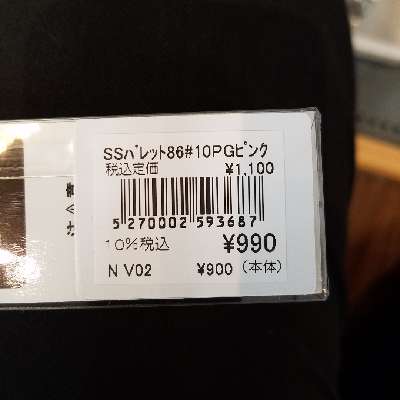 SSパレット86#10PGピンク
税込定価 ¥1,100
5 270002 593687
10%税込 ¥990
N V02 ¥900 (本体)